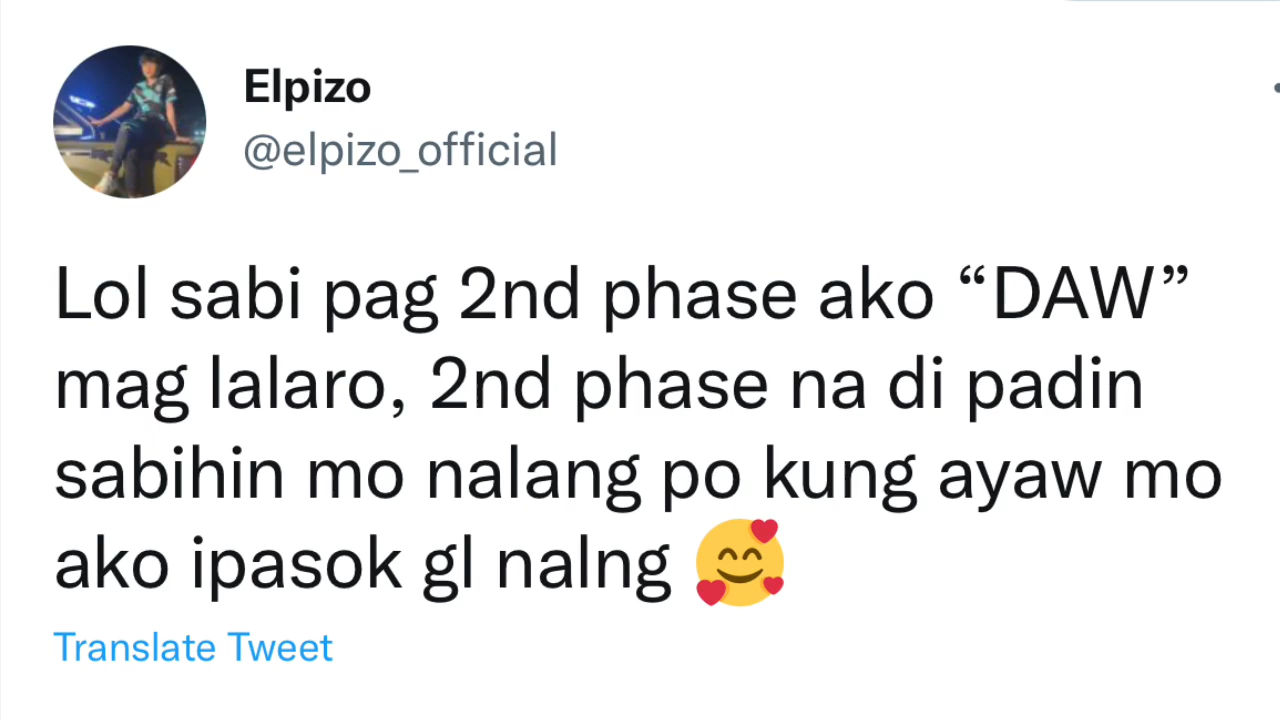 Elpizo
@elpizo_official
Lol sabi pag 2nd phase ako “DAW”
mag lalaro, 2nd phase na di padin
sabihin mo nalang po kung ayaw mo
ako ipasok gl nalng 🥰
Translate Tweet